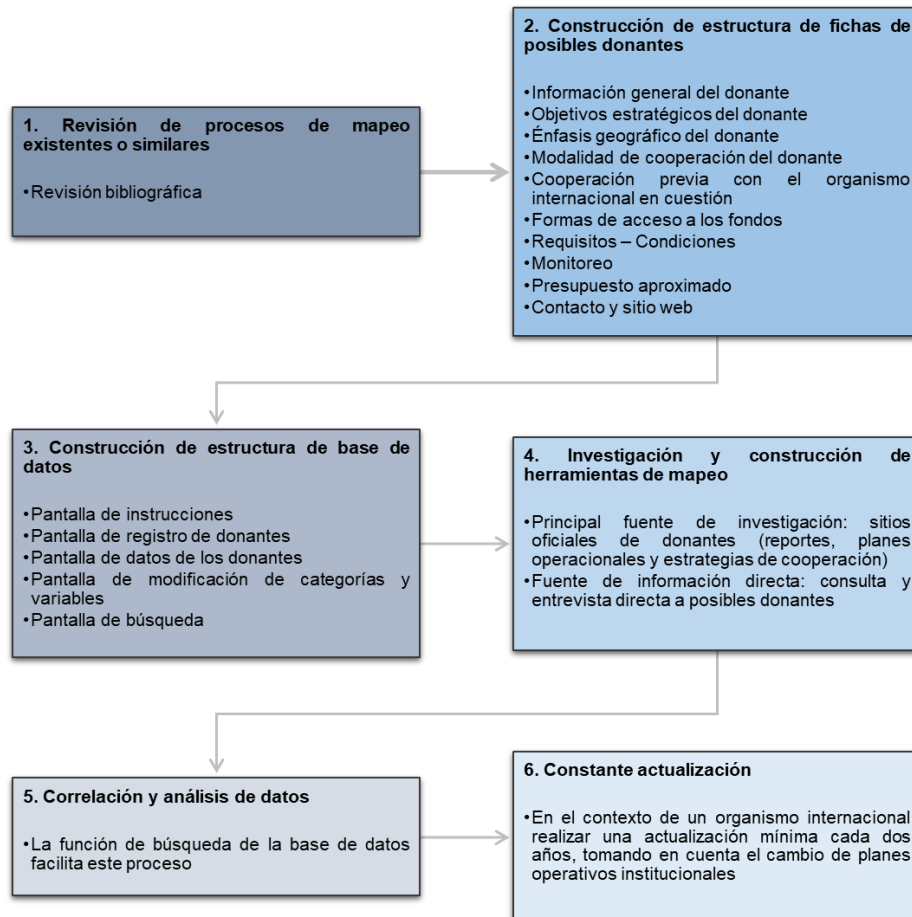 1. Revisión de procesos de mapeo
existentes o similares
•Revisión bibliográfica
2. Construcción de estructura de fichas de
posibles donantes
•Información general del donante
•Objetivos estratégicos del donante
•Énfasis geográfico del donante
•Modalidad de cooperación del donante
•Cooperación previa con el organismo
internacional en cuestión
•Formas de acceso a los fondos
•Requisitos – Condiciones
•Monitoreo
•Presupuesto aproximado
•Contacto y sitio web
3. Construcción de estructura de base de
datos
•Pantalla de instrucciones
•Pantalla de registro de donantes
•Pantalla de datos de los donantes
•Pantalla de modificación de categorías y
variables
•Pantalla de búsqueda
4. Investigación y construcción de
herramientas de mapeo
•Principal fuente de investigación: sitios
oficiales de donantes (reportes, planes
operacionales y estrategias de cooperación)
•Fuente de información directa: consulta y
entrevista directa a posibles donantes
5. Correlación y análisis de datos
•La función de búsqueda de la base de datos
facilita este proceso
6. Constante actualización
•En el contexto de un organismo internacional
realizar una actualización mínima cada dos
años, tomando en cuenta el cambio de planes
operativos institucionales